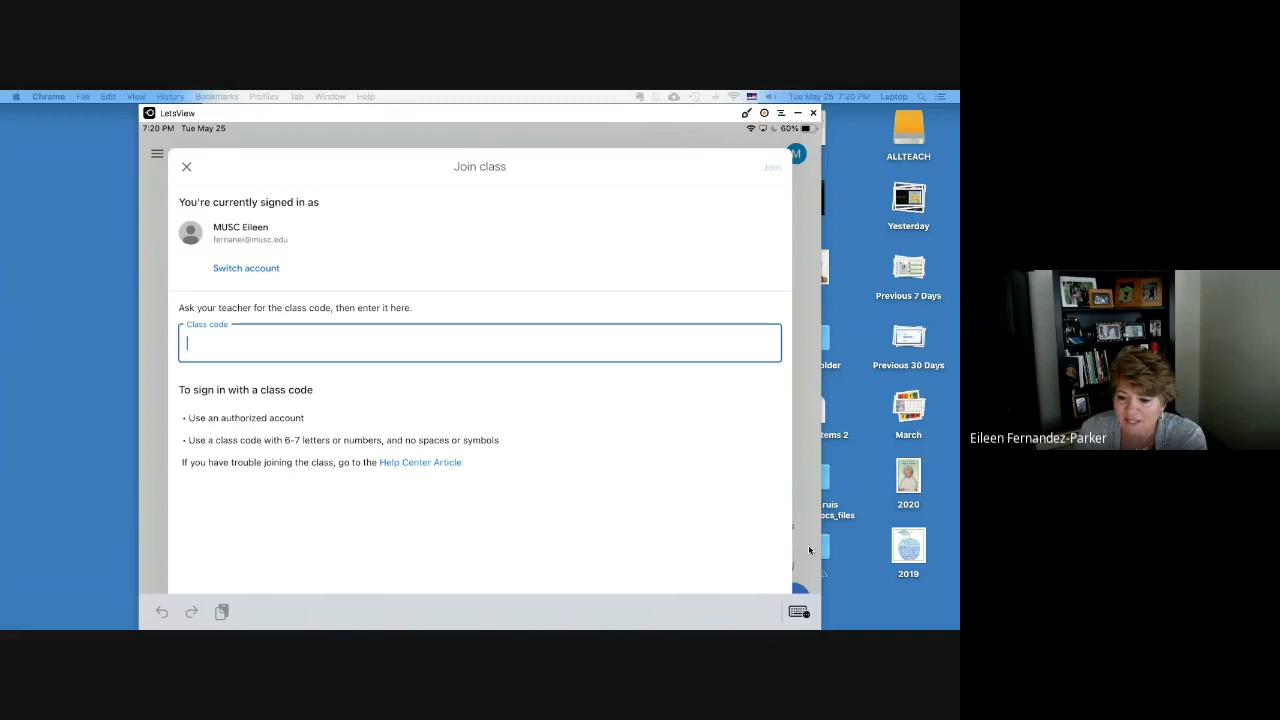 Chrome File Edit View History Bookmarks Profiles Tab Window Help
Tue May 25 7:20 PM Laptop
LetsView
7:20 PM Tue May 25
60%
M
Join class
Join
You're currently signed in as
MUSC Eileen
fernanei@musc.edu
Switch account
Ask your teacher for the class code, then enter it here.
Class code
To sign in with a class code
• Use an authorized account
• Use a class code with 6-7 letters or numbers, and no spaces or symbols
If you have trouble joining the class, go to the Help Center Article
ALLTEACH
Yesterday
Previous 7 Days
older
Previous 30 Days
tems 2
March
ruis
ocs_files
2020
2019
Eileen Fernandez-Parker